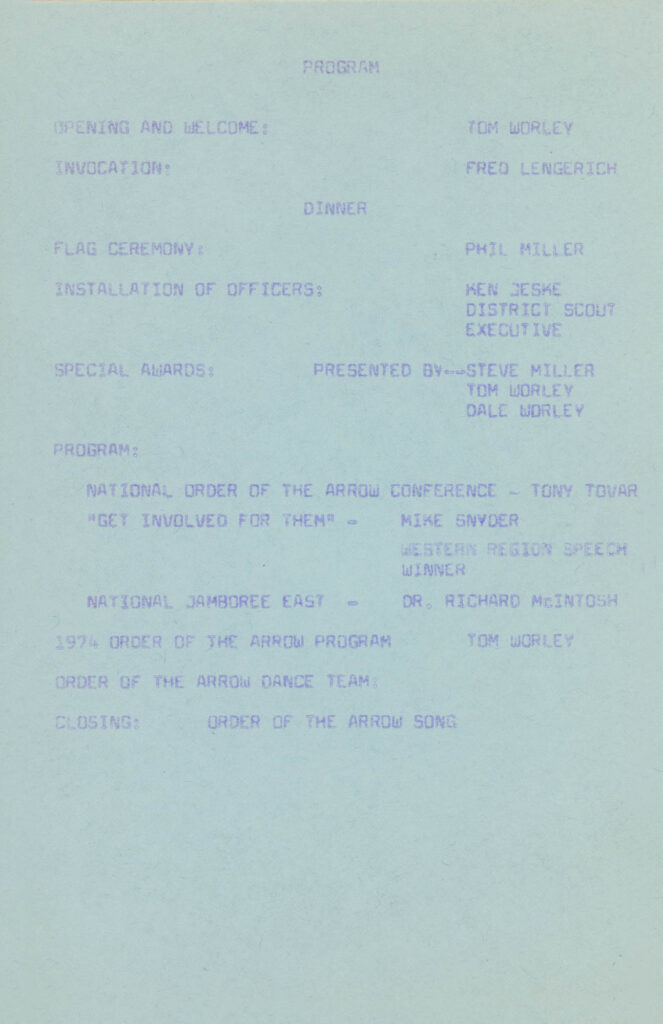 PROGRAM
OPENING AND WELCOME: TOM WORLEY
INVOCATION: FRED LENGERICH
DINNER
FLAG CEREMONY: PHIL MILLER
INSTALLATION OF OFFICERS: KEN JESKE
DISTRICT SCOUT
EXECUTIVE
SPECIAL AWARDS: PRESENTED BY--STEVE MILLER
TOM WORLEY
DALE WORLEY
PROGRAM:
NATIONAL ORDER OF THE ARROW CONFERENCE - TONY TOVAR
"GET INVOLVED FOR THEM" - MIKE SNYDER
WESTERN REGION SPEECH
WINNER
NATIONAL JAMBOREE EAST - DR. RICHARD McINTOSH
1974 ORDER OF THE ARROW PROGRAM TOM WORLEY
ORDER OF THE ARROW DANCE TEAM:
CLOSING: ORDER OF THE ARROW SONG